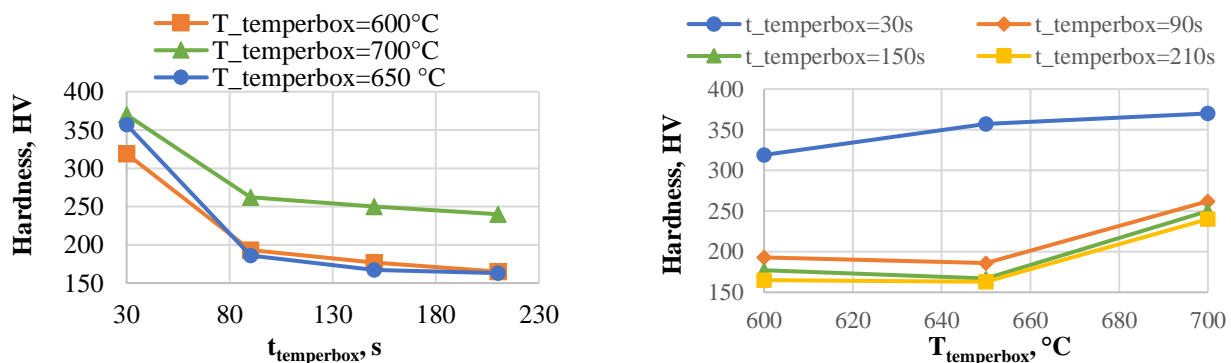 T_temperbox=600°C
T_temperbox=700°C
T_temperbox=650 °C
Hardness, HV
400
350
300
250
200
150
30 80 130 180 230
t_temperbox, s
t_temperbox=30s t_temperbox=90s
t_temperbox=150s t_temperbox=210s
Hardness, HV
400
350
300
250
200
150
600 620 640 660 680 700
T_temperbox, °C